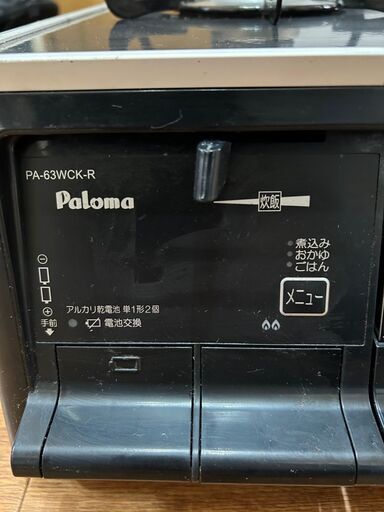 PA-63WCK-R
Paloma
炊飯
煮込み
おかゆ
ごはん
メニュー
手前
アルカリ乾電池 単1形2個
電池交換